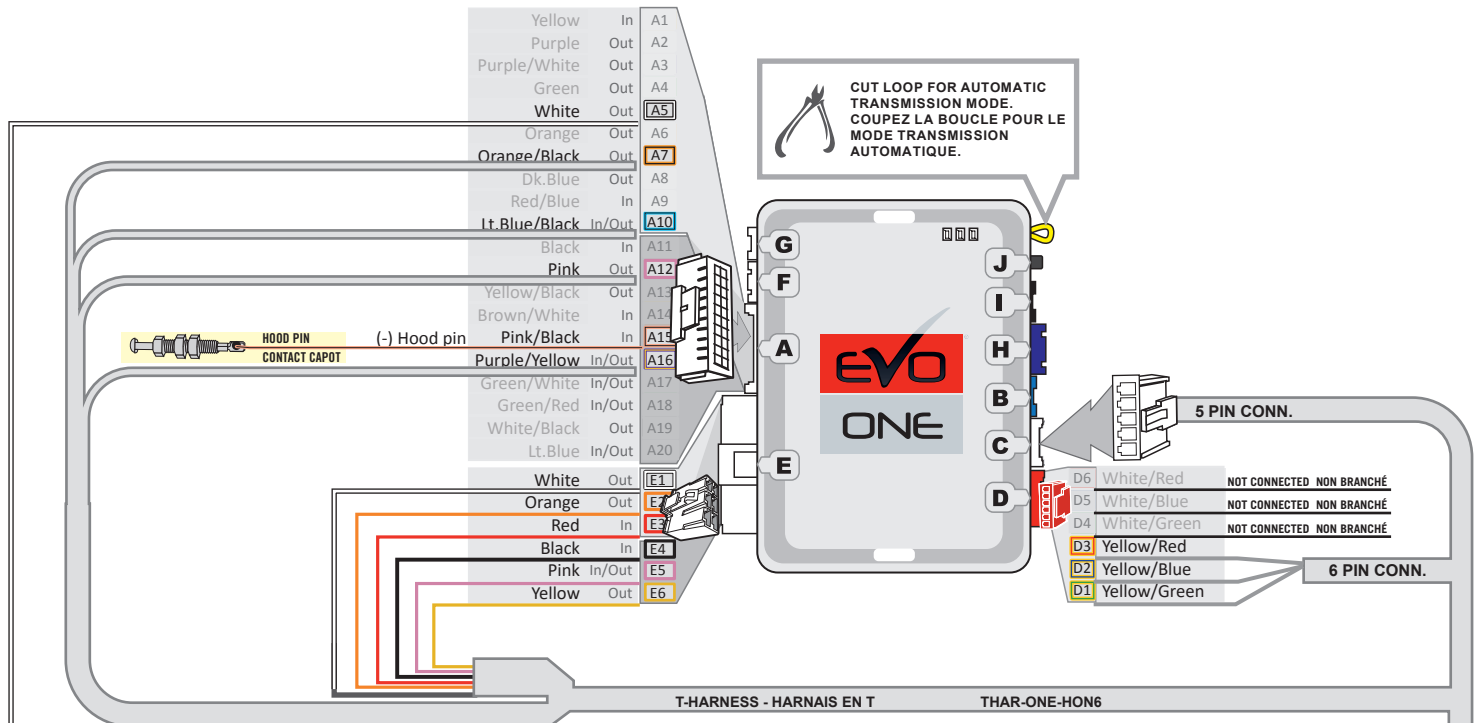 Yellow In A1
Purple Out A2
Purple/White Out A3
Green Out A4
White Out A5
Orange Out A6
Orange/Black Out A7
Dk.Blue Out A8
Red/Blue In A9
Lt.Blue/Black In/Out A10
Black In A11
Pink Out A12
Yellow/Black Out A13
Brown/White In A14
HOOD PIN
CONTACT CAPOT
(-) Hood pin Pink/Black In A15
Purple/Yellow In/Out A16
Green/White In/Out A17
Green/Red In/Out A18
White/Black Out A19
Lt.Blue In/Out A20
White Out E1
Orange Out E2
Red In E3
Black In E4
Pink In/Out E5
Yellow Out E6
CUT LOOP FOR AUTOMATIC
TRANSMISSION MODE.
COUPEZ LA BOUCLE POUR LE
MODE TRANSMISSION
AUTOMATIQUE.
G
F
A
E
J
I
H
B
C
D
EVO
ONE
5 PIN CONN.
D6 White/Red NOT CONNECTED NON BRANCHÉ
D5 White/Blue NOT CONNECTED NON BRANCHÉ
D4 White/Green NOT CONNECTED NON BRANCHÉ
D3 Yellow/Red
D2 Yellow/Blue
D1 Yellow/Green
6 PIN CONN.
T-HARNESS - HARNAIS EN T THAR-ONE-HON6